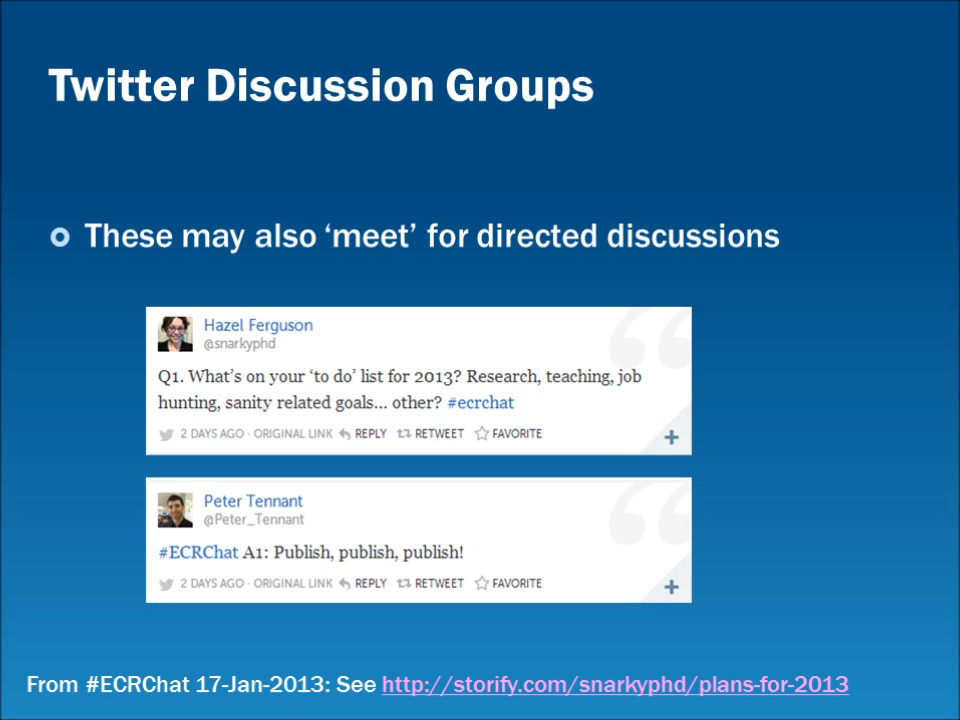 Twitter Discussion Groups
These may also ‘meet’ for directed discussions
Hazel Ferguson
@snarkyphd
Q1. What’s on your ‘to do’ list for 2013? Research, teaching, job
hunting, sanity related goals… other? #ecrchat
2 DAYS AGO · ORIGINAL LINK REPLY RETWEET FAVORITE
Peter Tennant
@Peter_Tennant
#ECRChat A1: Publish, publish, publish!
2 DAYS AGO · ORIGINAL LINK REPLY RETWEET FAVORITE
From #ECRChat 17-Jan-2013: See http://storify.com/snarkyphd/plans-for-2013